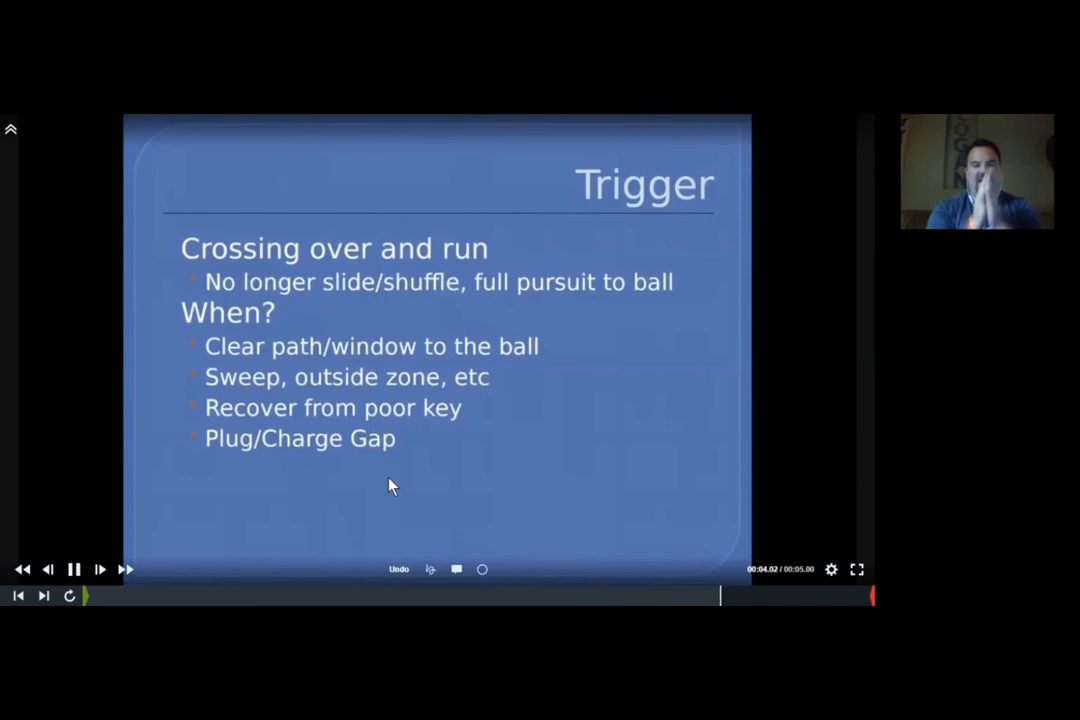 Trigger
Crossing over and run
No longer slide/shuffle, full pursuit to ball
When?
Clear path/window to the ball
Sweep, outside zone, etc
Recover from poor key
Plug/Charge Gap
Undo
00:04.02 / 00:05.00